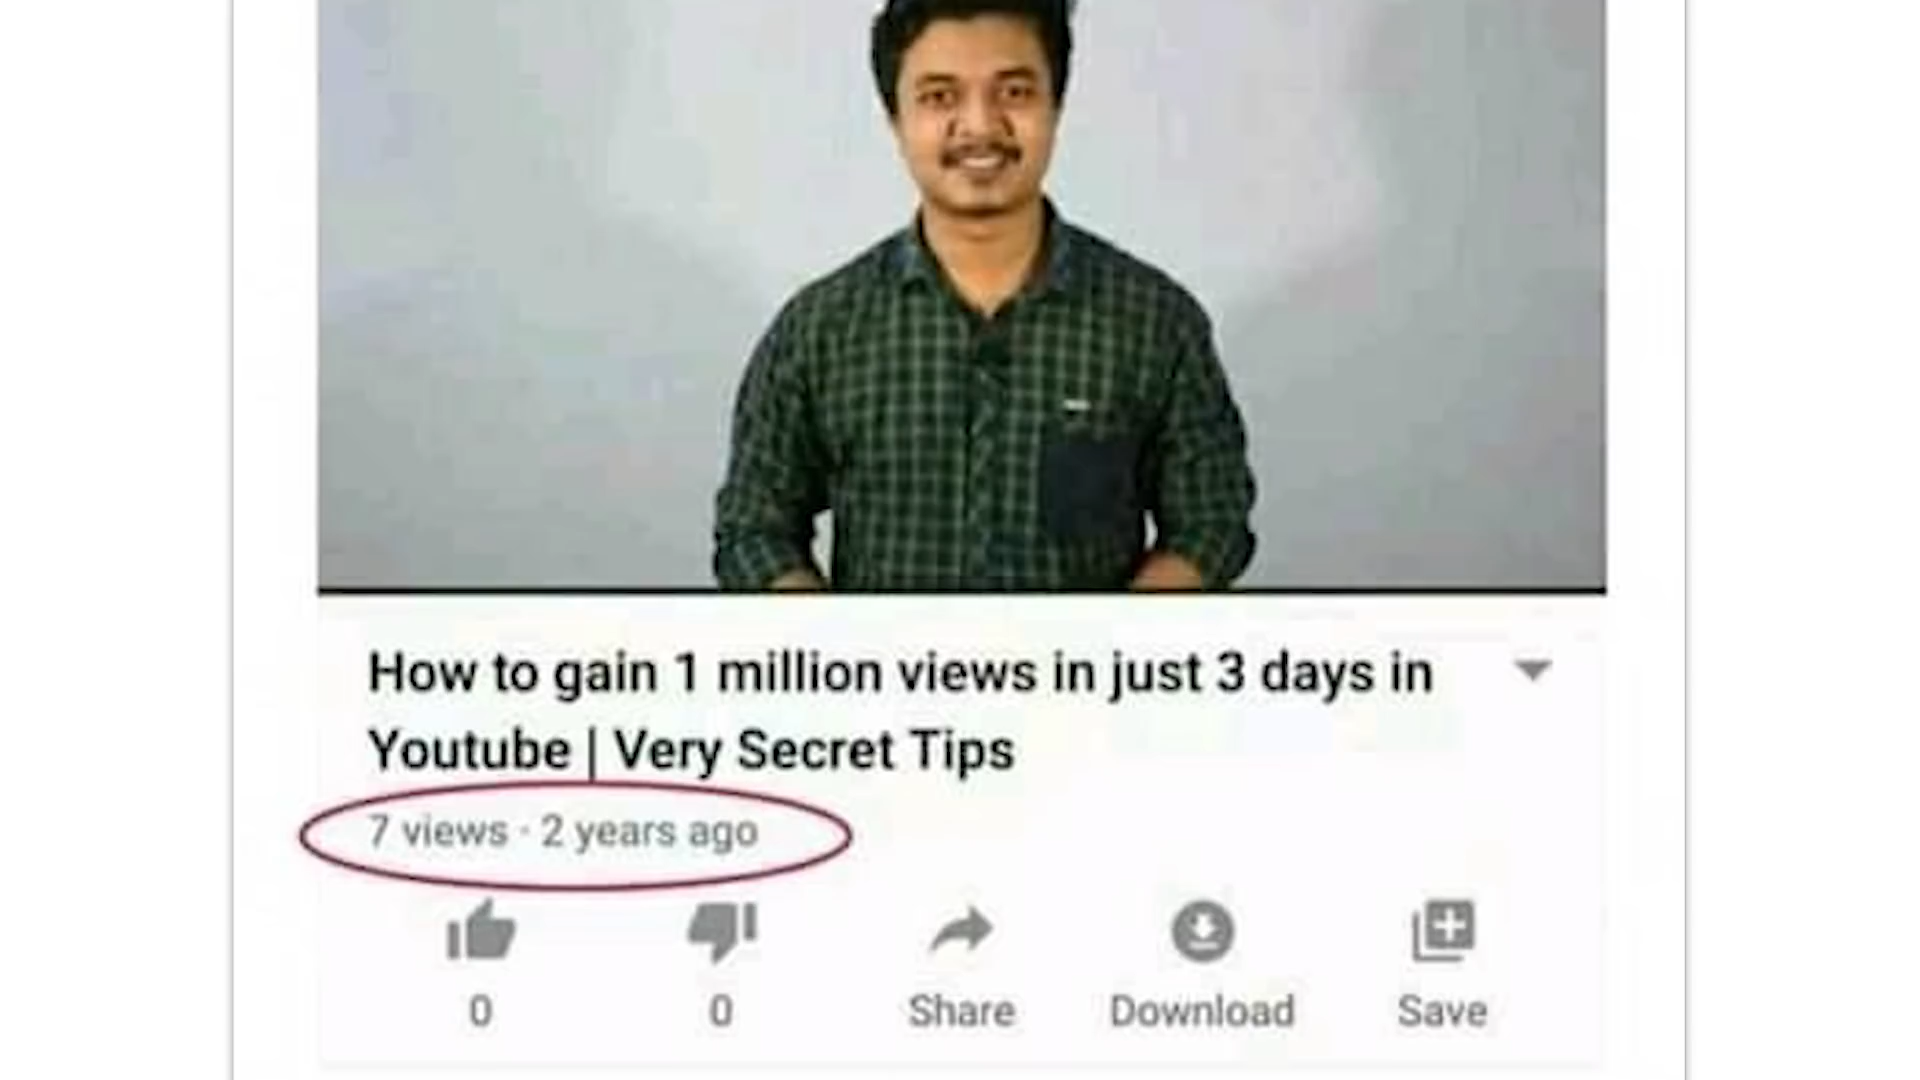 How to gain 1 million views in just 3 days in
Youtube | Very Secret Tips
7 views · 2 years ago
0 0 Share Download Save